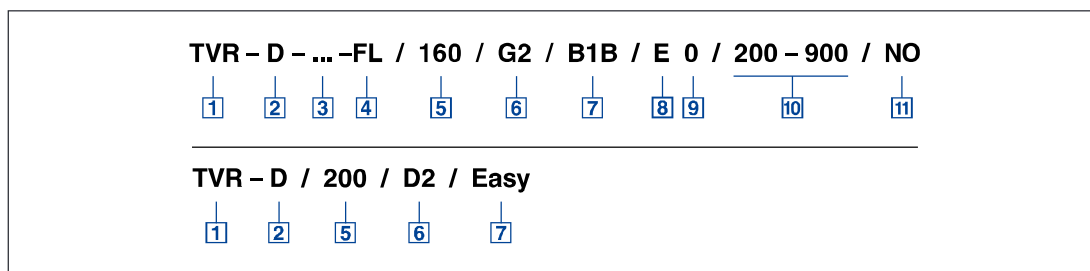 TVR – D – ... –FL / 160 / G2 / B1B / E 0 / 200 – 900 / NO
1 2 3 4 5 6 7 8 9 10 11
TVR – D / 200 / D2 / Easy
1 2 5 6 7